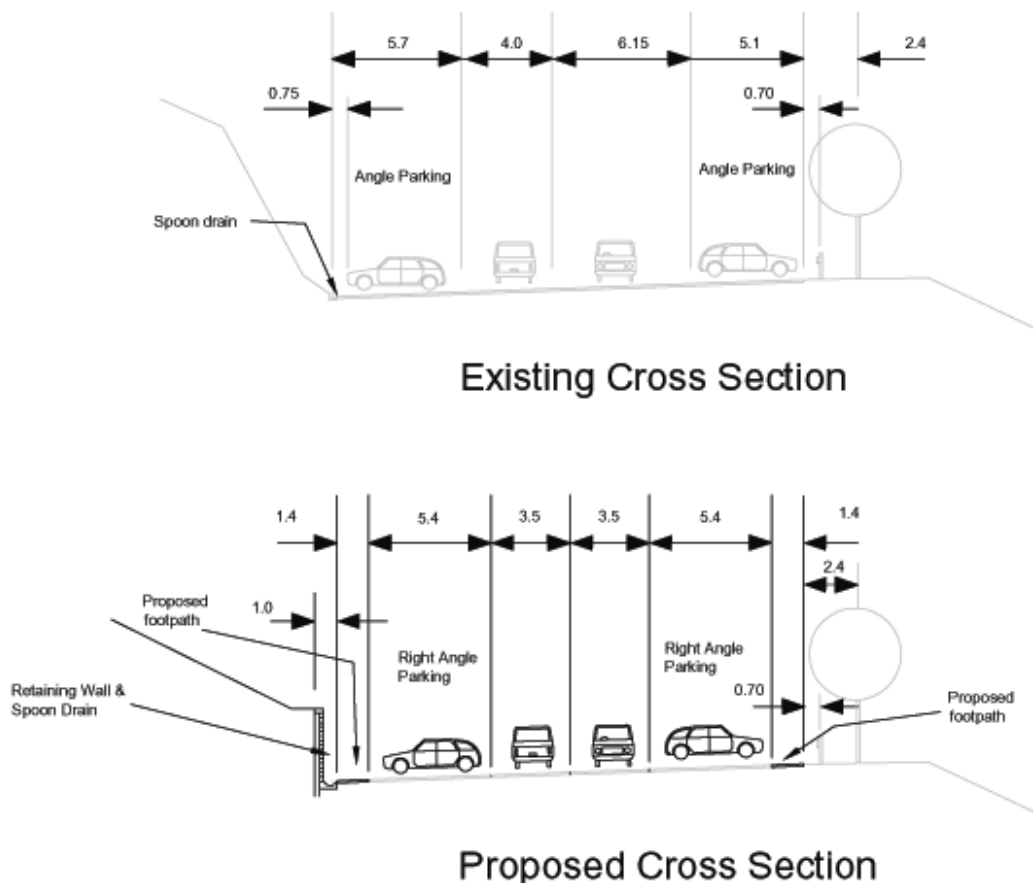 5.7 4.0 6.15 5.1 2.4
0.75 0.70
Angle Parking Angle Parking
Spoon drain
Existing Cross Section
1.4 5.4 3.5 3.5 5.4 1.4
2.4
Proposed
footpath
1.0
Right Angle
Parking
Right Angle
Parking
Retaining Wall &
Spoon Drain
0.70
Proposed
footpath
Proposed Cross Section